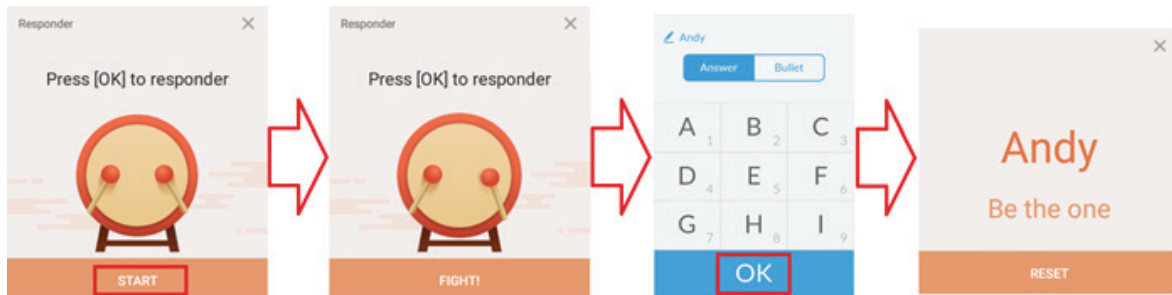 Responder ×
Press [OK] to responder
START
Responder ×
Press [OK] to responder
FIGHT!
Andy
Answer Bullet
A 1 B 2 C 3
D 4 E 5 F 6
G 7 H 8 I 9
OK
×
Andy
Be the one
RESET